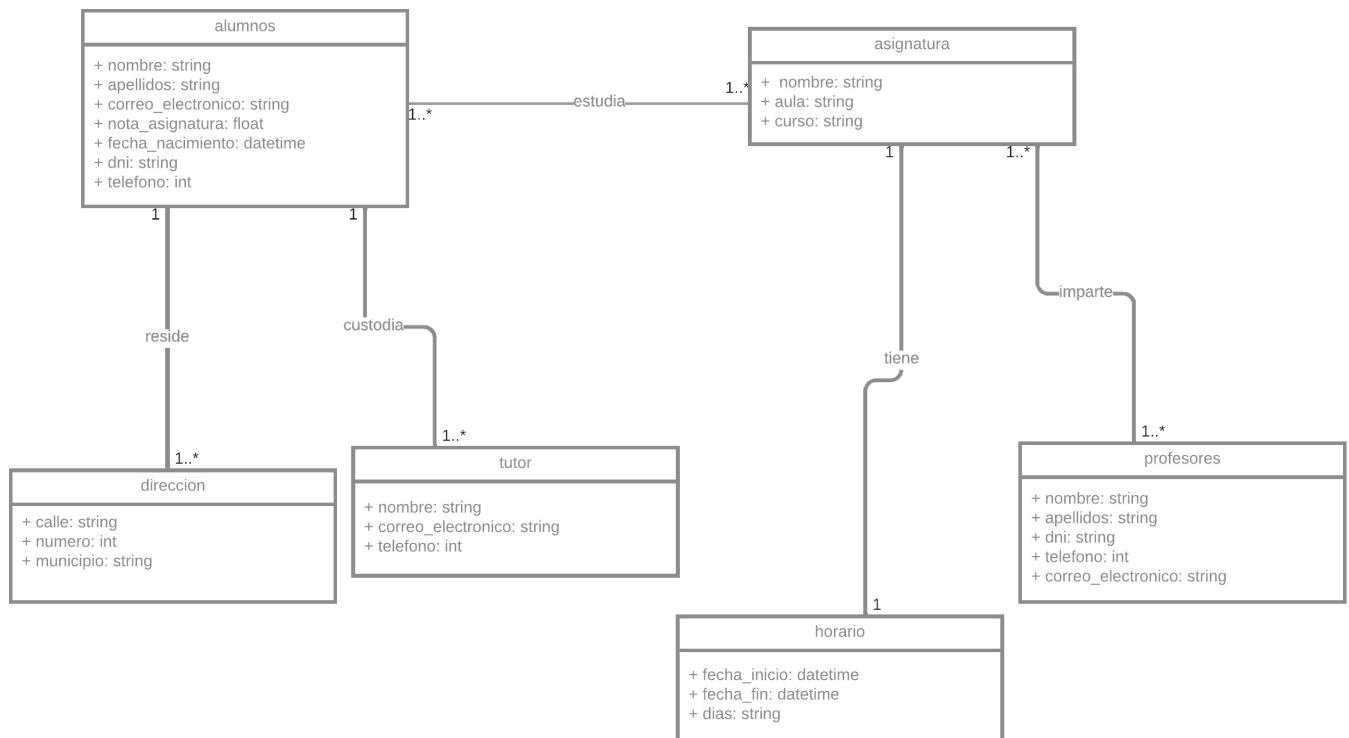 alumnos
+ nombre: string
+ apellidos: string
+ correo_electronico: string
+ nota_asignatura: float
+ fecha_nacimiento: datetime
+ dni: string
+ telefono: int
asignatura
+  nombre: string
+ aula: string
+ curso: string
1..*
estudia
1..*
1
1
1
1..*
reside
custodia
tiene
imparte
1..*
1..*
1..*
1
direccion
+ calle: string
+ numero: int
+ municipio: string
tutor
+ nombre: string
+ correo_electronico: string
+ telefono: int
profesores
+ nombre: string
+ apellidos: string
+ dni: string
+ telefono: int
+ correo_electronico: string
horario
+ fecha_inicio: datetime
+ fecha_fin: datetime
+ dias: string